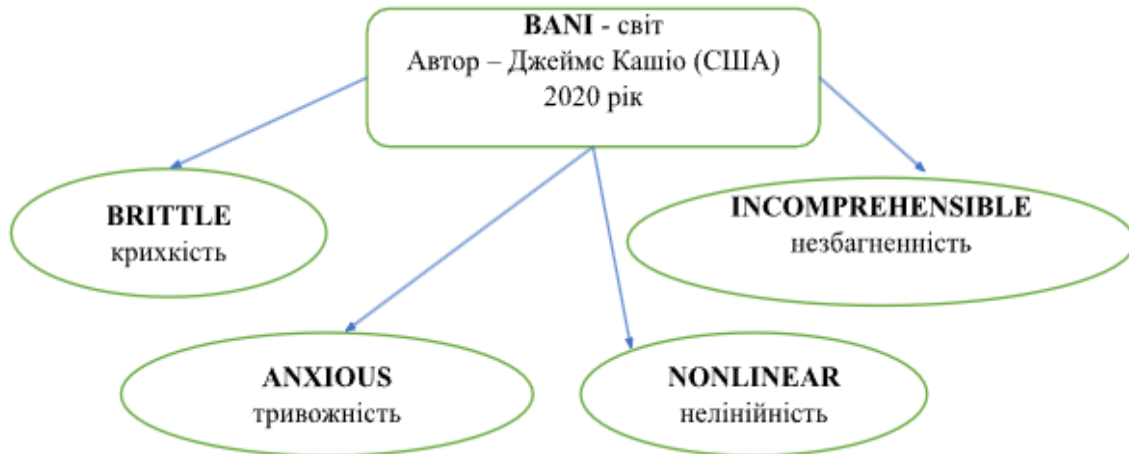 BANI - світ
Автор – Джеймс Кашіо (США)
2020 рік
BRITTLE
крихкість
INCOMPREHENSIBLE
незбагненність
ANXIOUS
тривожність
NONLINEAR
нелінійність